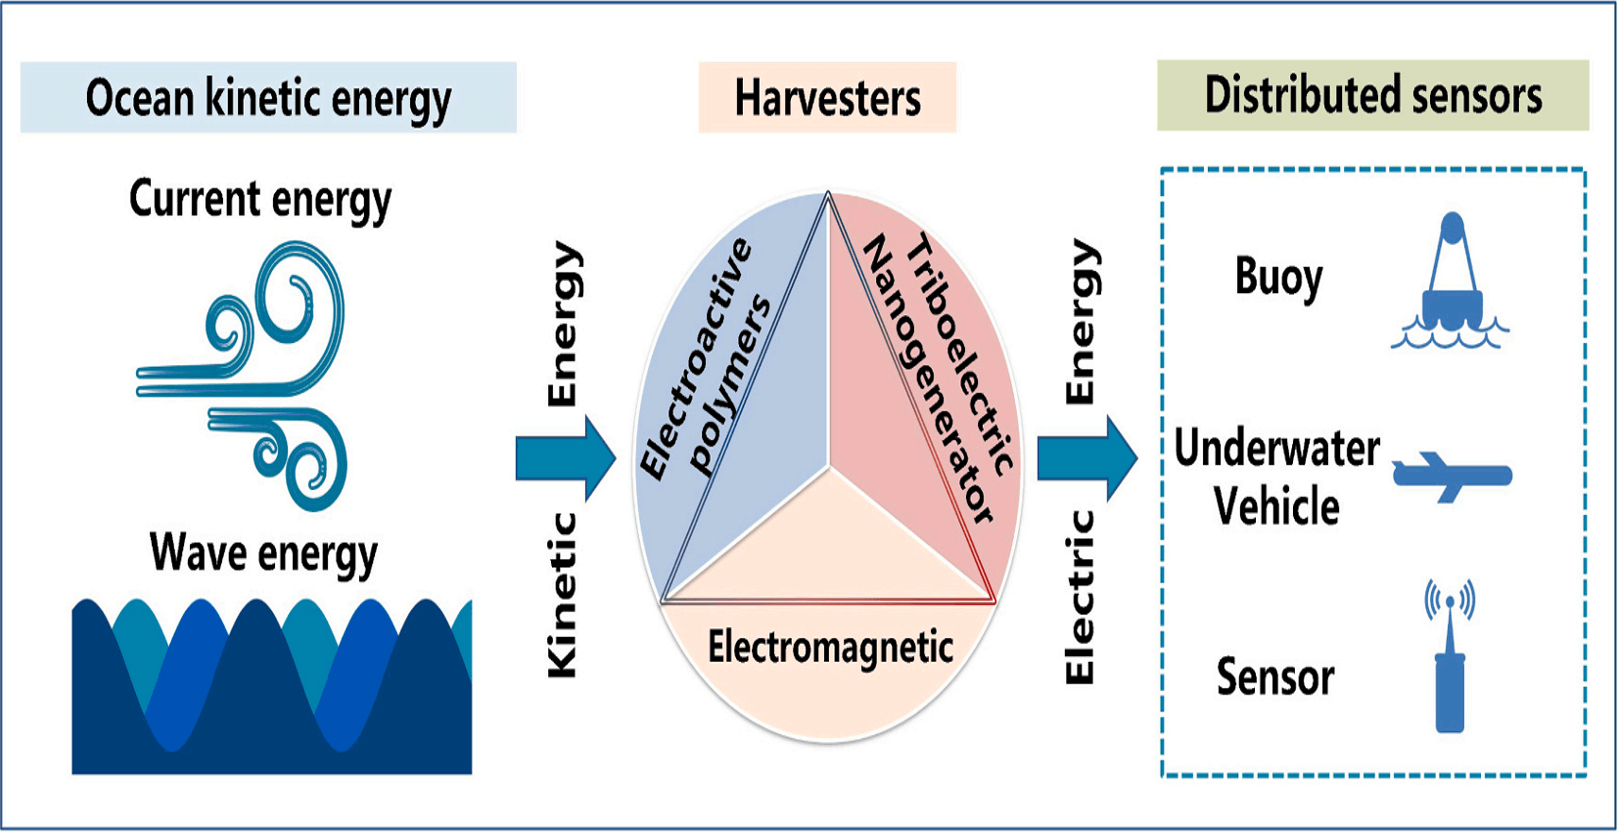 Ocean kinetic energy
Current energy
Wave energy
Kinetic Energy
Harvesters
Electroactive
polymers
Triboelectric
Nanogenerator
Electromagnetic
Electric Energy
Distributed sensors
Buoy
Underwater
Vehicle
Sensor